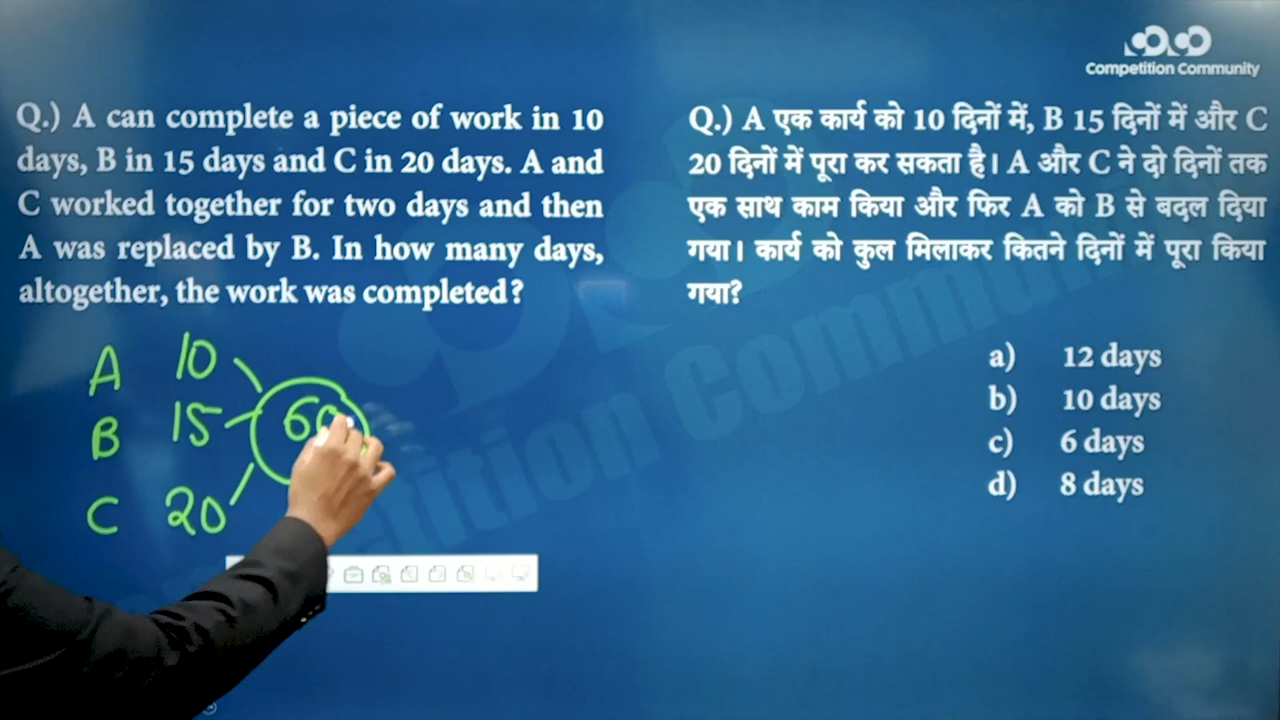 Competition Community
Q.) A can complete a piece of work in 10
days, B in 15 days and C in 20 days. A and
C worked together for two days and then
A was replaced by B. In how many days,
altogether, the work was completed?
Q.) A एक कार्य को 10 दिनों में, B 15 दिनों में और C
20 दिनों में पूरा कर सकता है। A और C ने दो दिनों तक
एक साथ काम किया और फिर A को B से बदल दिया
गया। कार्य को कुल मिलाकर कितने दिनों में पूरा किया
गया?
a) 12 days
b) 10 days
c) 6 days
d) 8 days
A 10
B 15
60
C 20